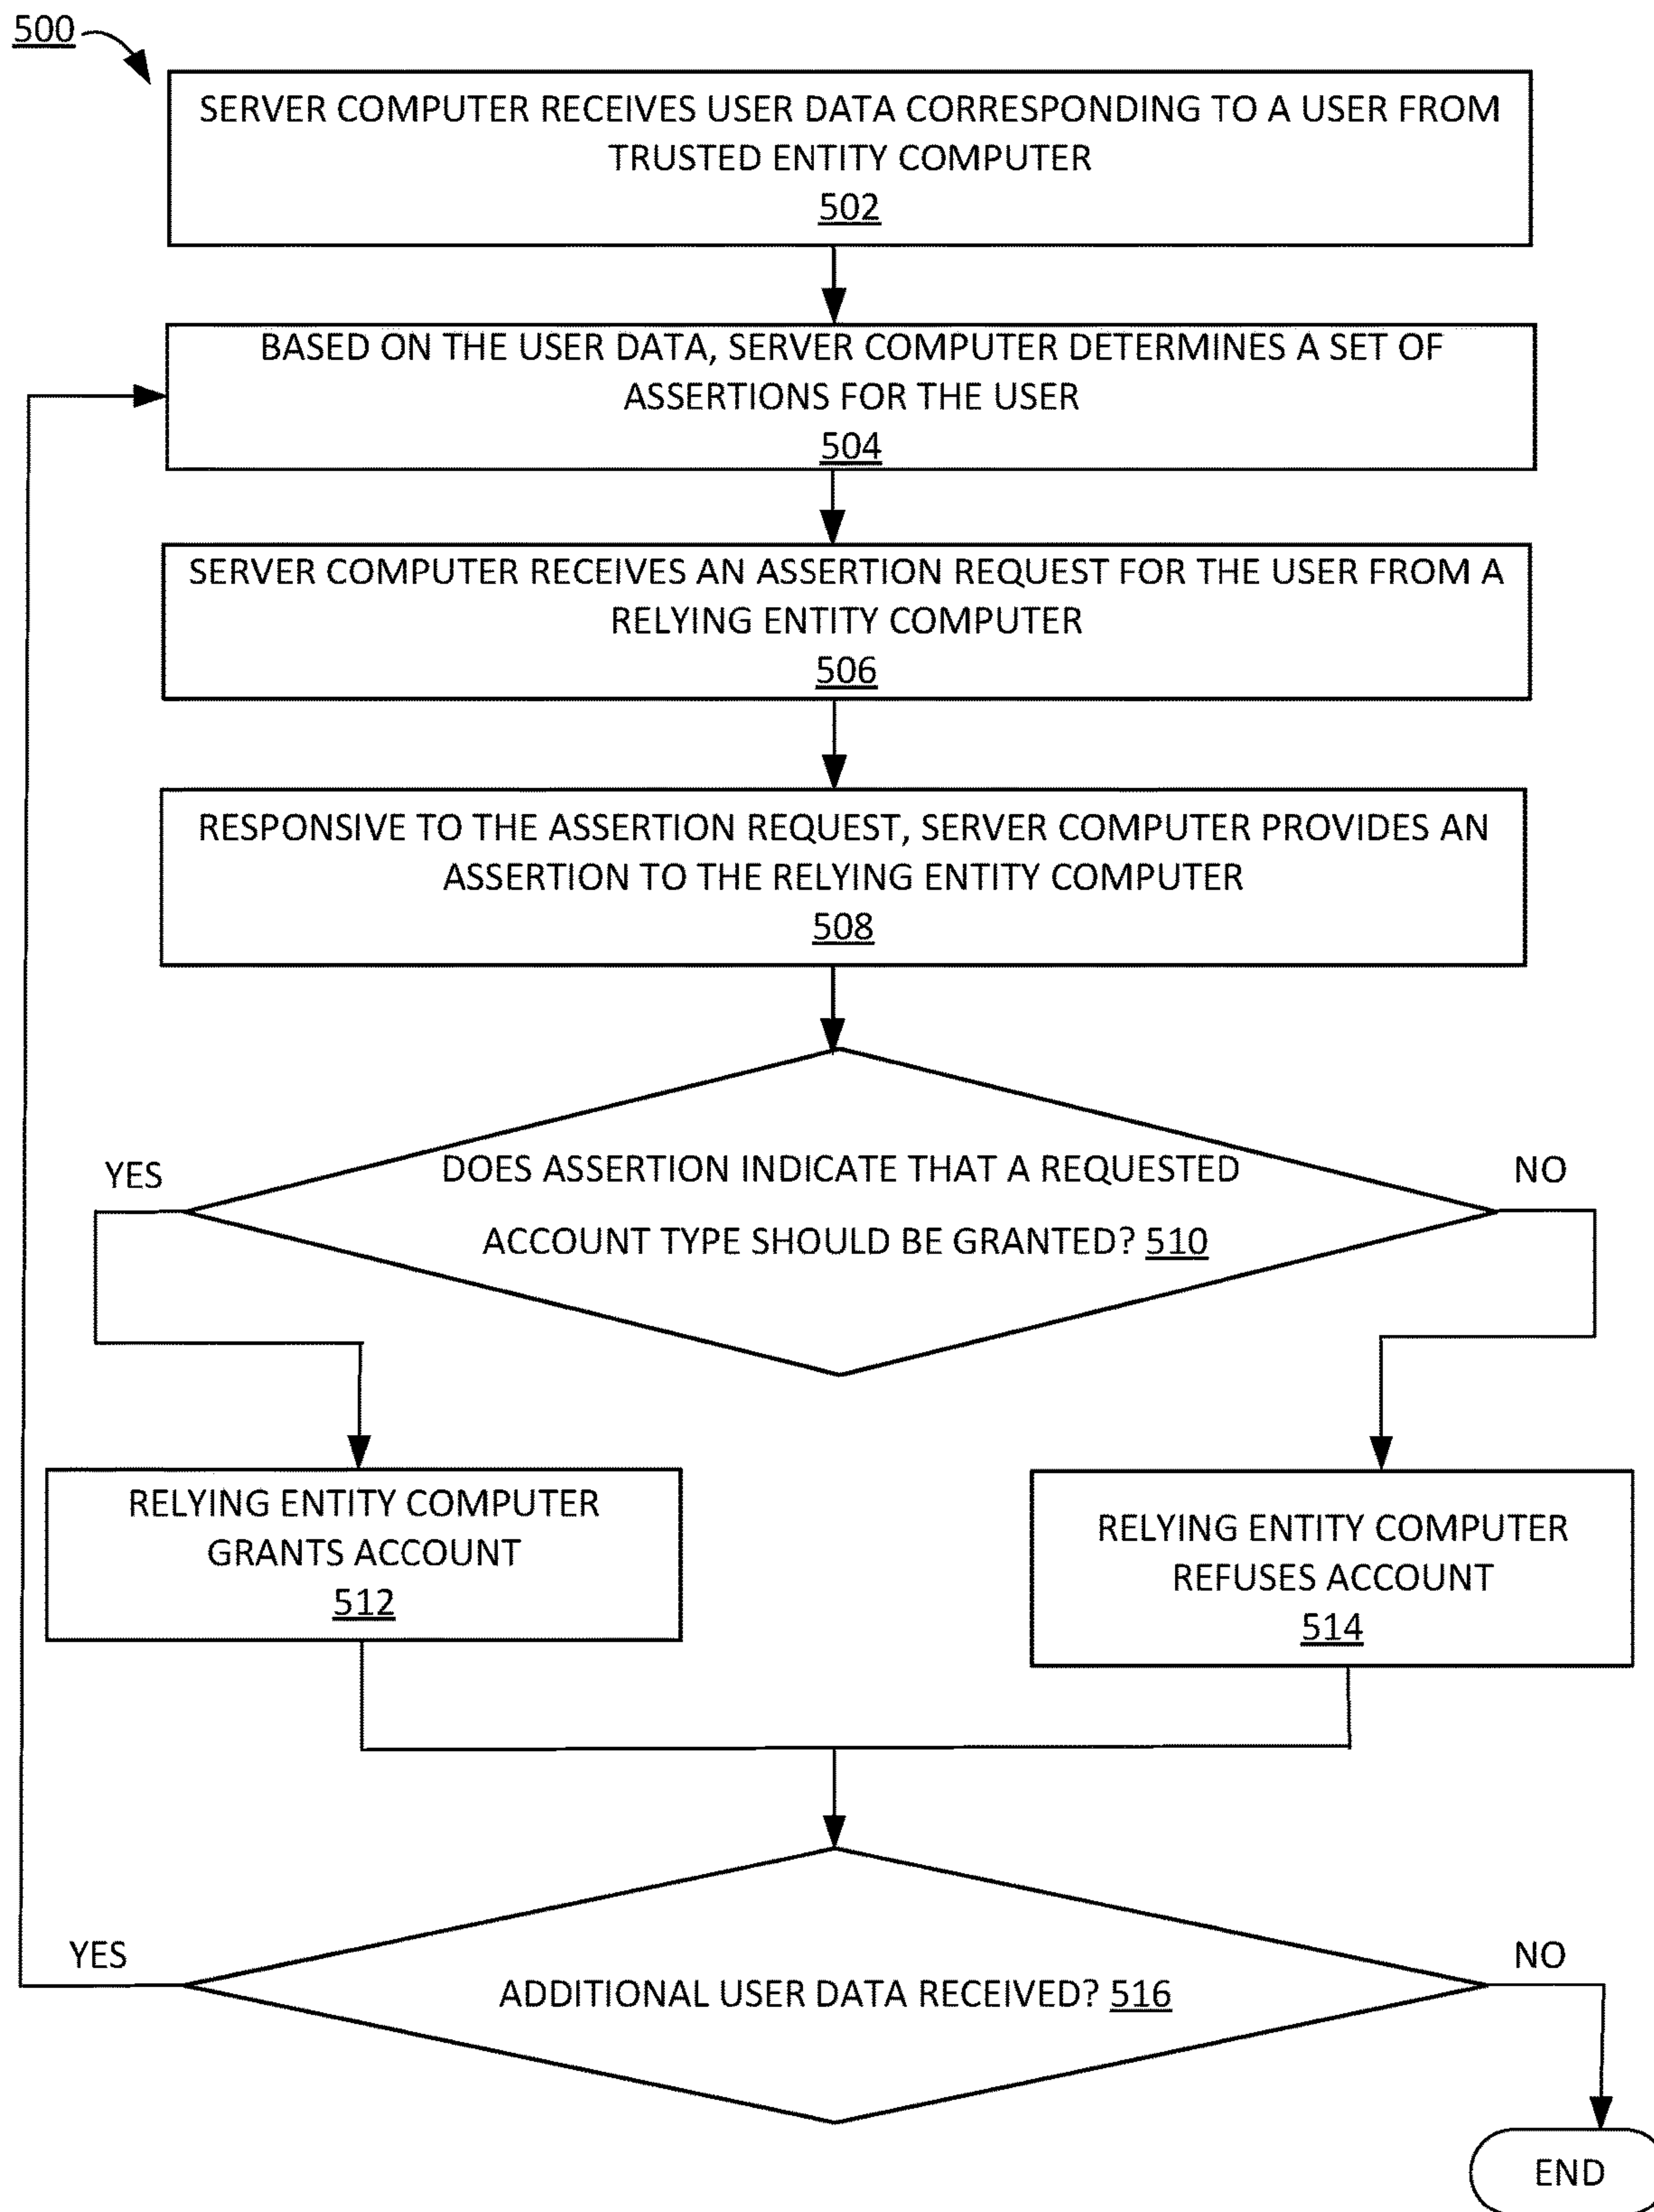 500
SERVER COMPUTER RECEIVES USER DATA CORRESPONDING TO A USER FROM
TRUSTED ENTITY COMPUTER
502
BASED ON THE USER DATA, SERVER COMPUTER DETERMINES A SET OF
ASSERTIONS FOR THE USER
504
SERVER COMPUTER RECEIVES AN ASSERTION REQUEST FOR THE USER FROM A
RELYING ENTITY COMPUTER
506
RESPONSIVE TO THE ASSERTION REQUEST, SERVER COMPUTER PROVIDES AN
ASSERTION TO THE RELYING ENTITY COMPUTER
508
YES
DOES ASSERTION INDICATE THAT A REQUESTED
ACCOUNT TYPE SHOULD BE GRANTED? 510
NO
RELYING ENTITY COMPUTER
GRANTS ACCOUNT
512
RELYING ENTITY COMPUTER
REFUSES ACCOUNT
514
YES
ADDITIONAL USER DATA RECEIVED? 516
NO
END